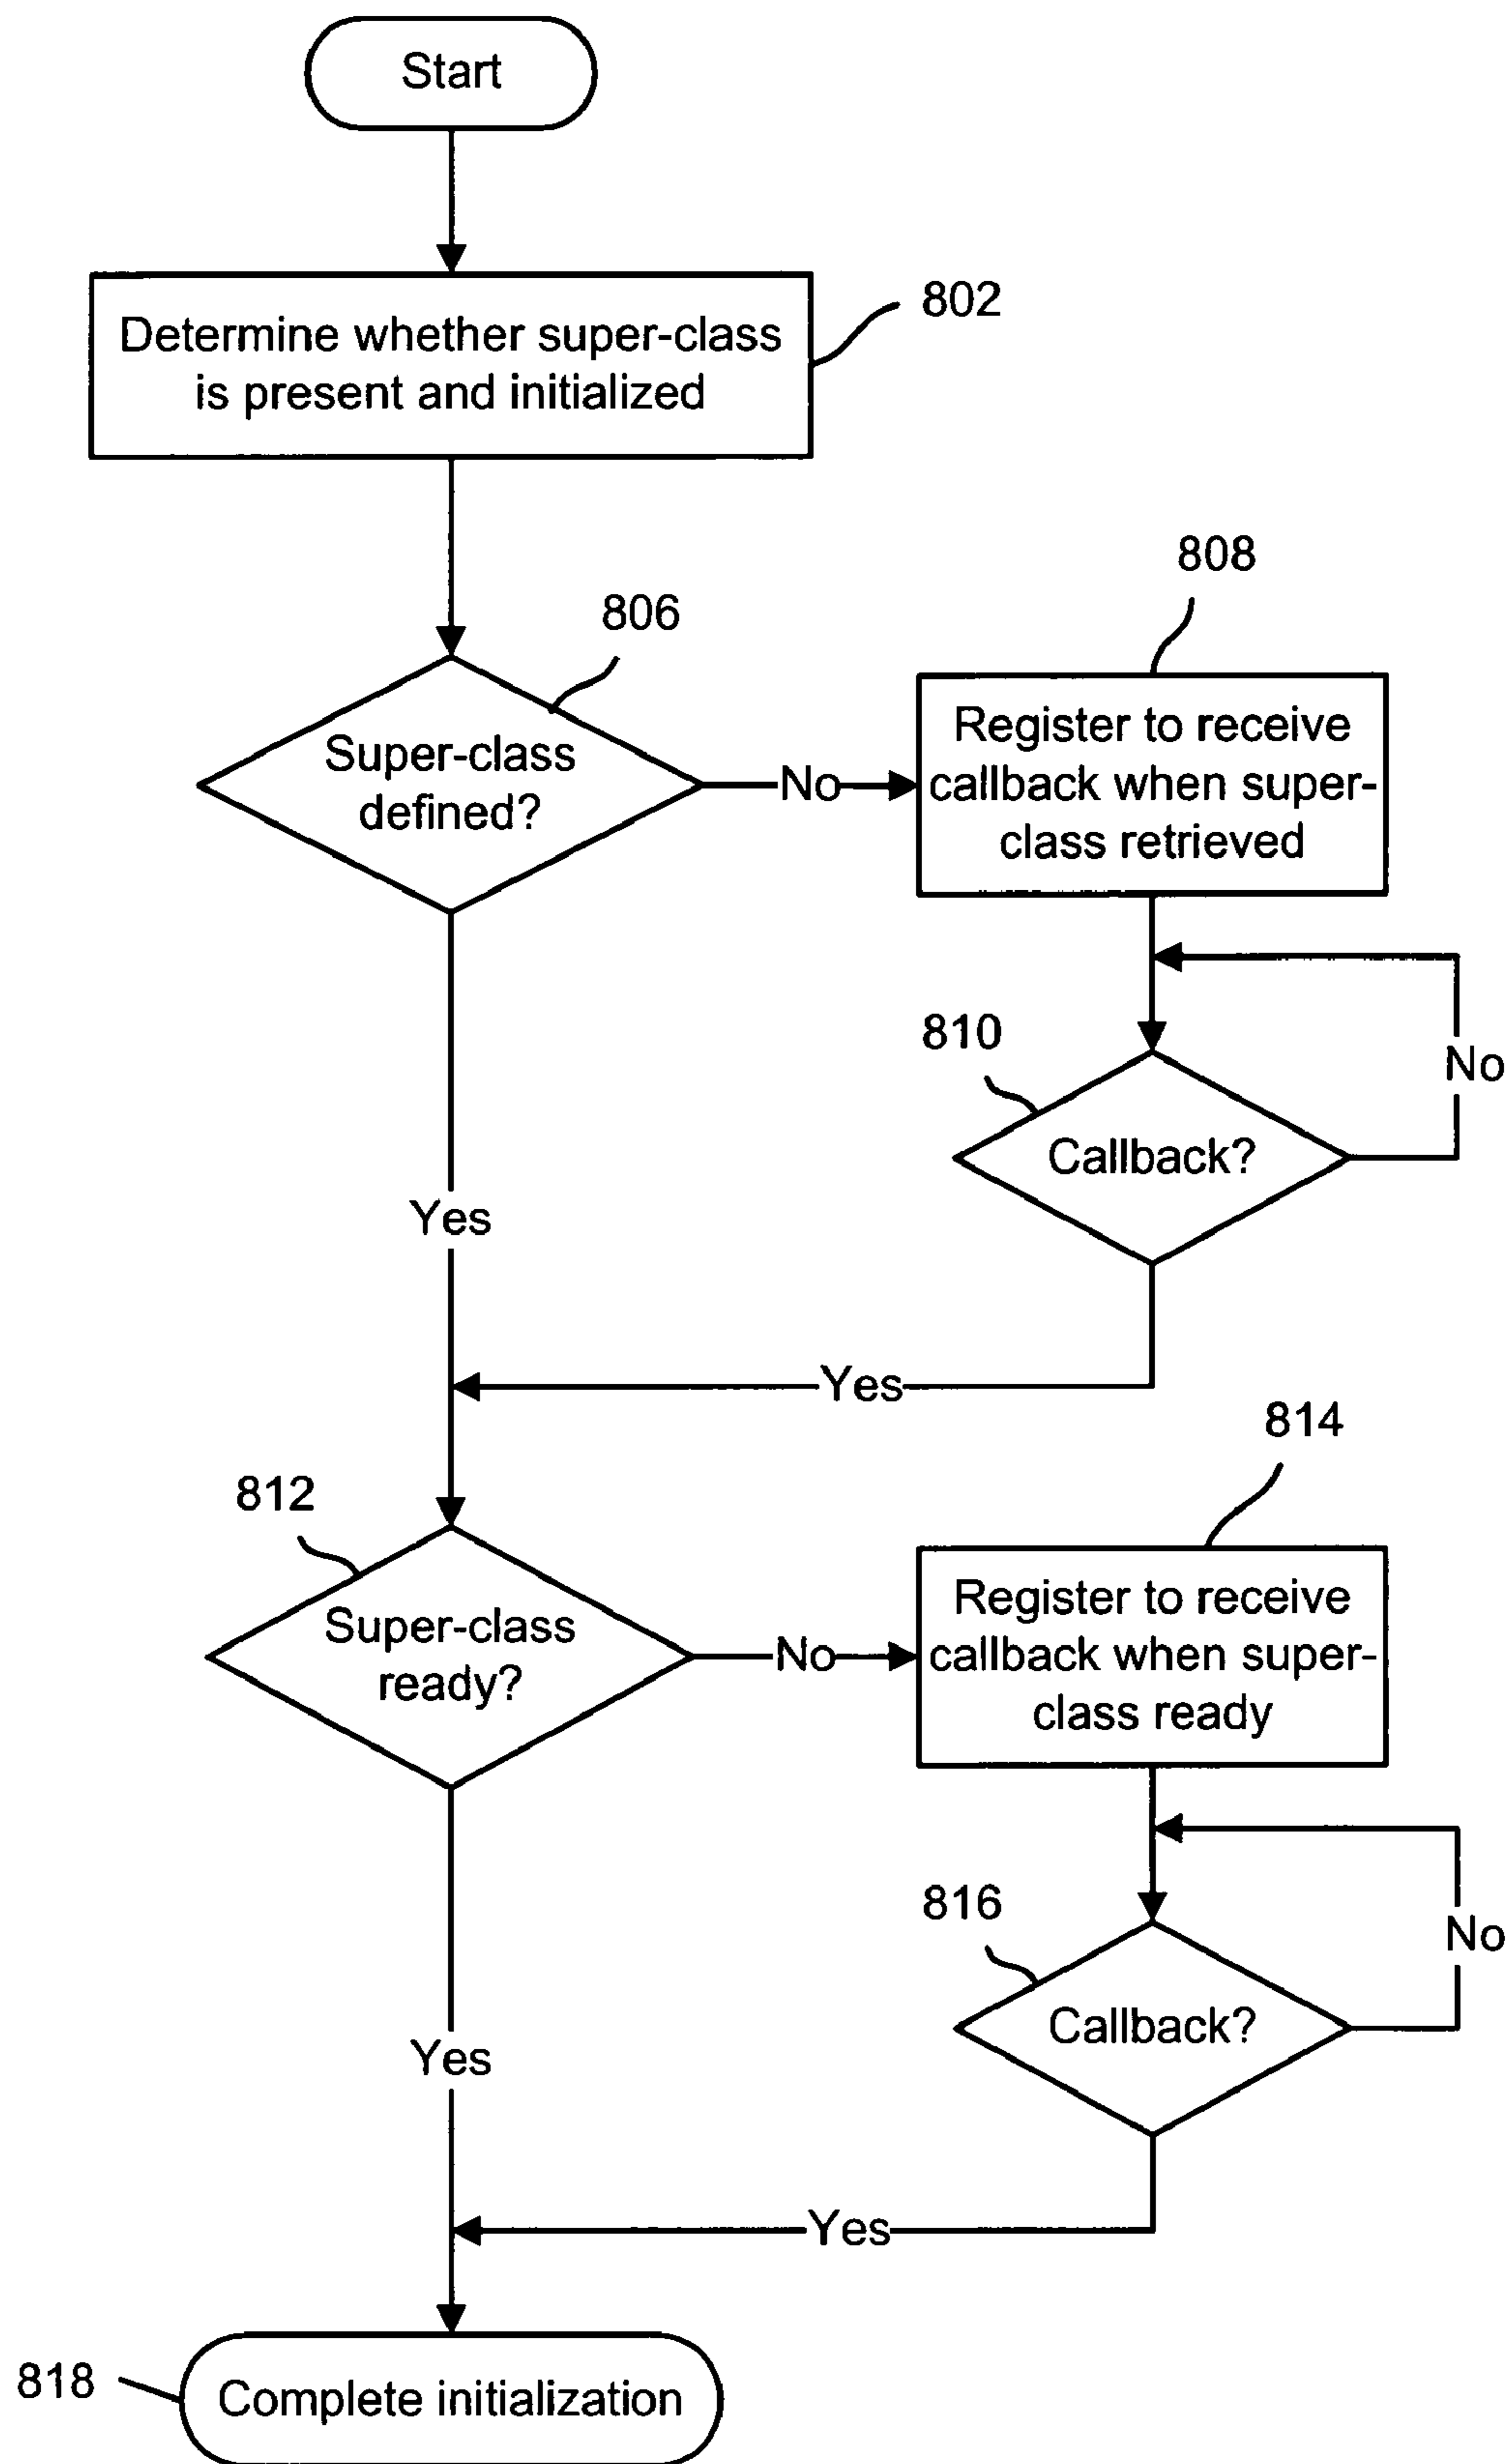 Start
Determine whether super-class
is present and initialized
802
806
Super-class
defined?
No
808
Register to receive
callback when super-
class retrieved
810
Callback?
No
Yes
Yes
812
Super-class
ready?
No
814
Register to receive
callback when super-
class ready
816
Callback?
No
Yes
Yes
818
Complete initialization